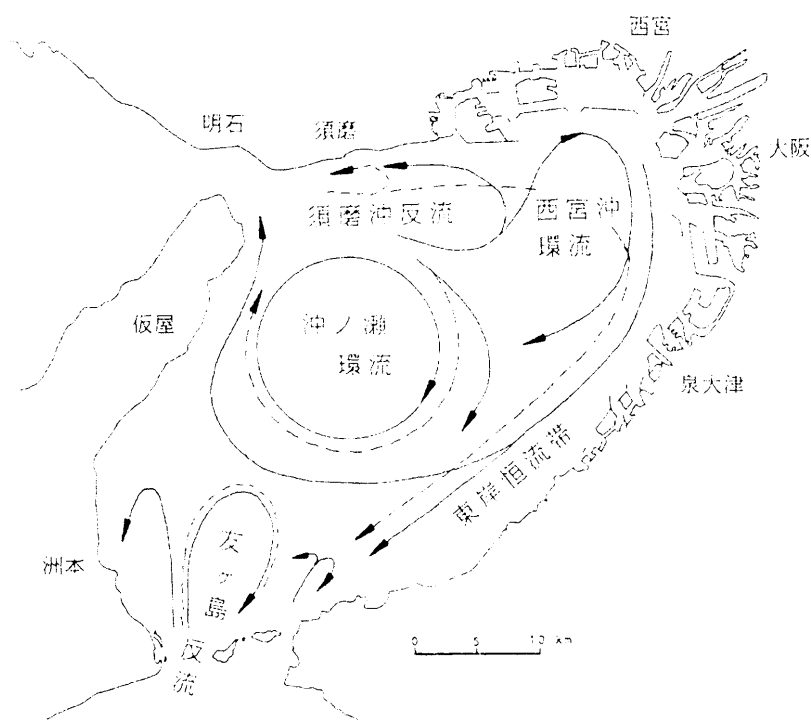 西宮
明石
須磨
大阪
須磨沖反流
西宮沖
環流
仮屋
沖ノ瀬
環流
泉大津
東岸恒流帯
洲本
友ヶ島
反流
0 5 10 km